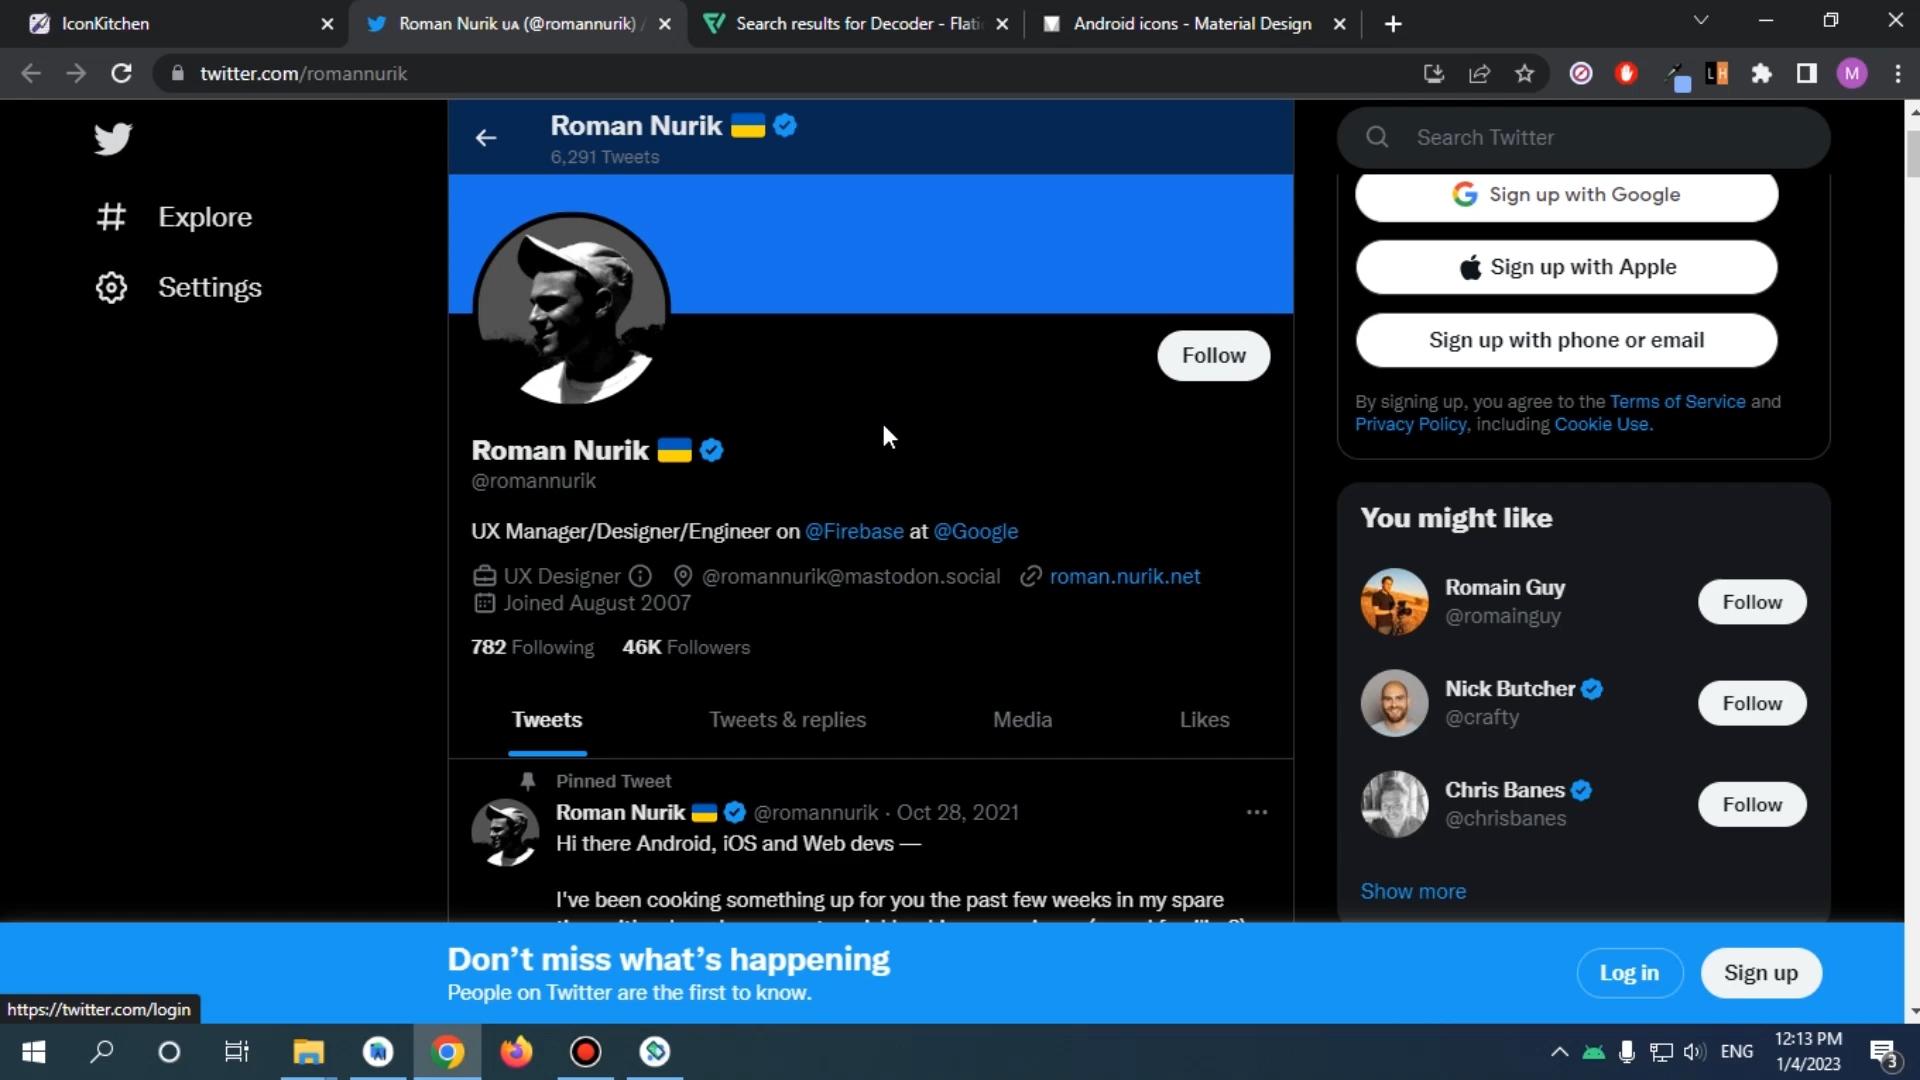 IconKitchen
Roman Nurik UA (@romannurik) /
Search results for Decoder - Flati
Android icons - Material Design
twitter.com/romannurik
LH
M
Roman Nurik
6,291 Tweets
Search Twitter
Explore
Settings
Sign up with Google
Sign up with Apple
Sign up with phone or email
By signing up, you agree to the Terms of Service and
Privacy Policy, including Cookie Use.
Follow
Roman Nurik
@romannurik
UX Manager/Designer/Engineer on @Firebase at @Google
UX Designer @romannurik@mastodon.social roman.nurik.net
Joined August 2007
782 Following 46K Followers
Tweets Tweets & replies Media Likes
Pinned Tweet
Roman Nurik @romannurik · Oct 28, 2021
Hi there Android, iOS and Web devs —
I've been cooking something up for you the past few weeks in my spare
You might like
Romain Guy
@romainguy
Follow
Nick Butcher
@crafty
Follow
Chris Banes
@chrisbanes
Follow
Show more
Don't miss what's happening
People on Twitter are the first to know.
Log in
Sign up
https://twitter.com/login
ENG
12:13 PM
1/4/2023
3